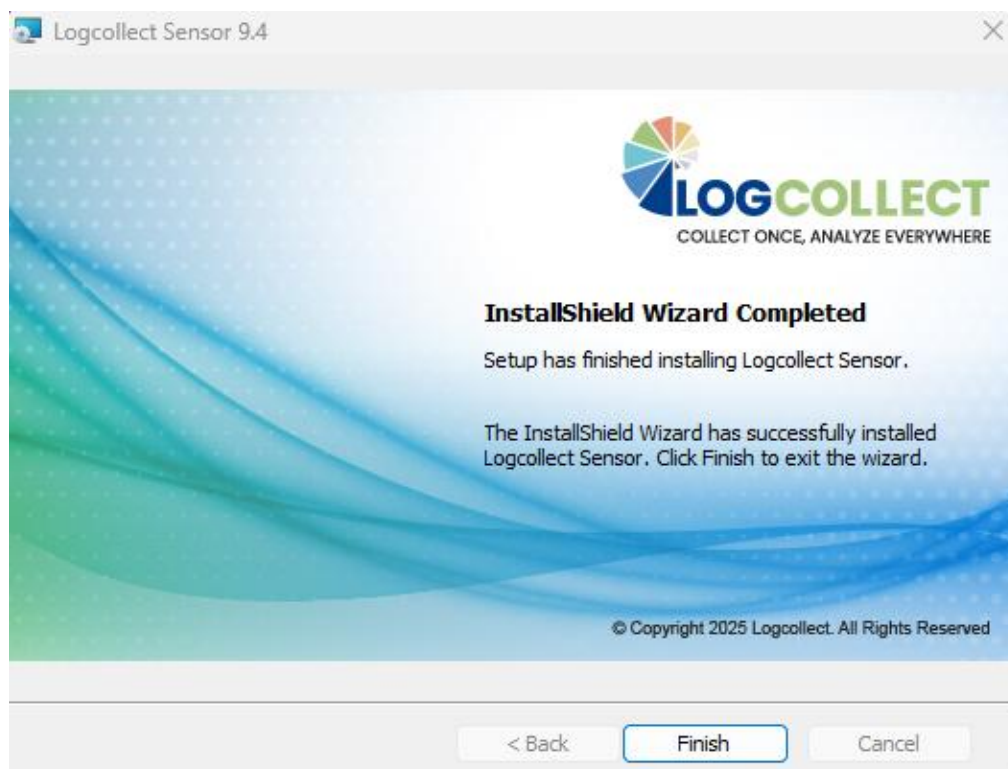 Logcollect Sensor 9.4
LOGCOLLECT
COLLECT ONCE, ANALYZE EVERYWHERE
InstallShield Wizard Completed
Setup has finished installing Logcollect Sensor.
The InstallShield Wizard has successfully installed
Logcollect Sensor. Click Finish to exit the wizard.
© Copyright 2025 Logcollect. All Rights Reserved
< Back Finish Cancel